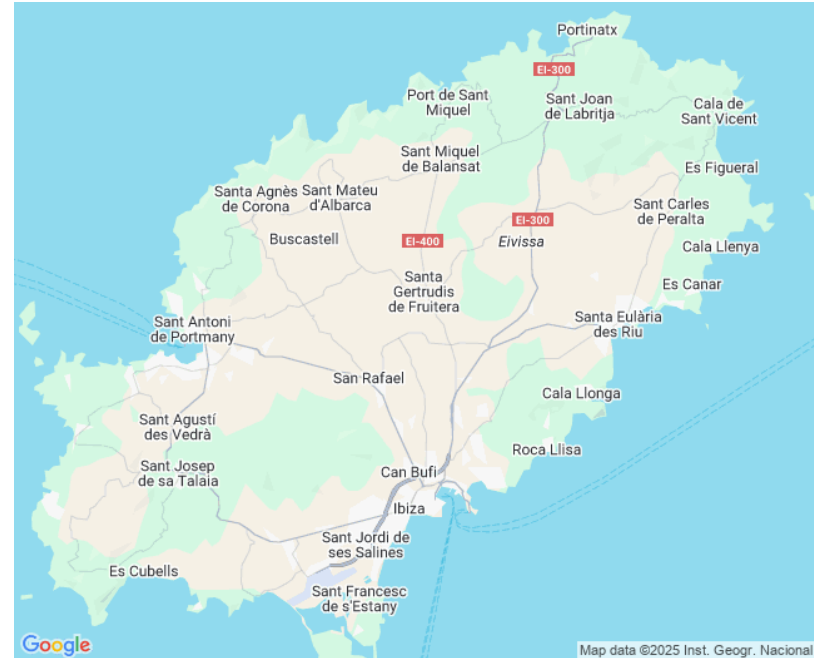 Portinatx
EI-300
Port de Sant
Miquel
Sant Joan
de Labritja
Cala de
Sant Vicent
Sant Miquel
de Balansat
Es Figueral
Santa Agnès
de Corona
Sant Mateu
d'Albarca
Sant Carles
de Peralta
EI-300
Buscastell
EI-400
Eivissa
Cala Llenya
Santa
Gertrudis
de Fruitera
Es Canar
Sant Antoni
de Portmany
Santa Eulària
des Riu
San Rafael
Cala Llonga
Sant Agustí
des Vedrà
Roca Llisa
Sant Josep
de sa Talaia
Can Bufi
Ibiza
Sant Jordi de
ses Salines
Es Cubells
Sant Francesc
de s'Estany
Google
Map data ©2025 Inst. Geogr. Nacional